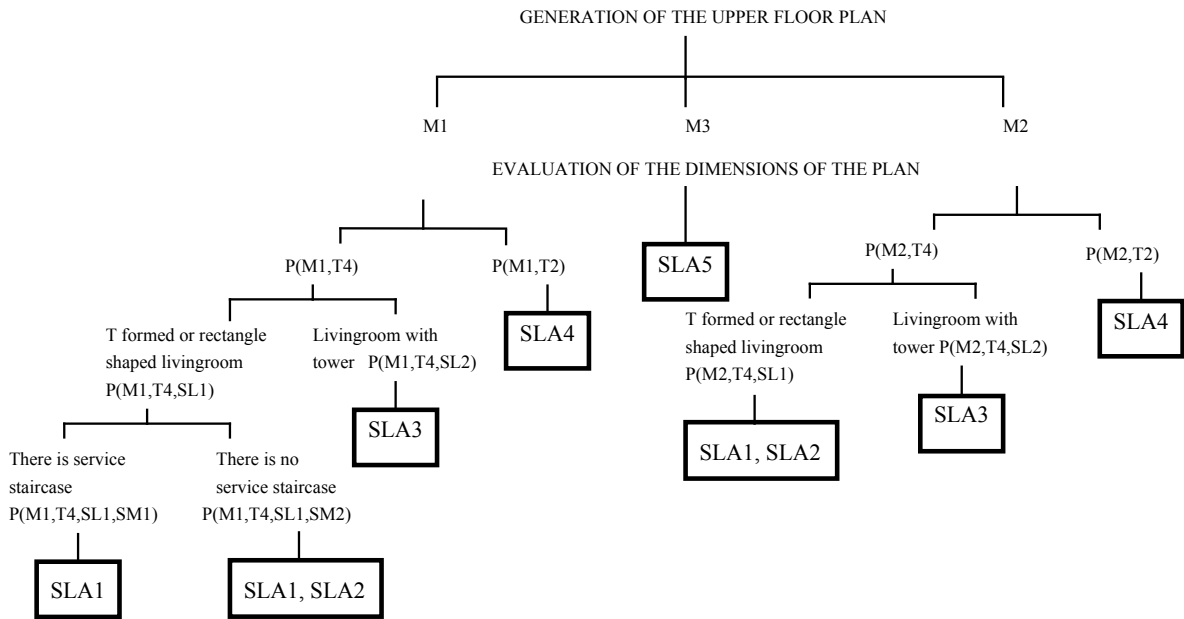 GENERATION OF THE UPPER FLOOR PLAN
M1
M3
M2
EVALUATION OF THE DIMENSIONS OF THE PLAN
P(M1,T4)
P(M1,T2)
SLA5
P(M2,T4)
P(M2,T2)
T formed or rectangle
shaped livingroom
P(M1,T4,SL1)
Livingroom with
tower P(M1,T4,SL2)
SLA4
T formed or rectangle
shaped livingroom
P(M2,T4,SL1)
Livingroom with
tower P(M2,T4,SL2)
SLA4
SLA3
SLA1, SLA2
SLA3
There is service
staircase
P(M1,T4,SL1,SM1)
There is no
service staircase
P(M1,T4,SL1,SM2)
SLA1
SLA1, SLA2